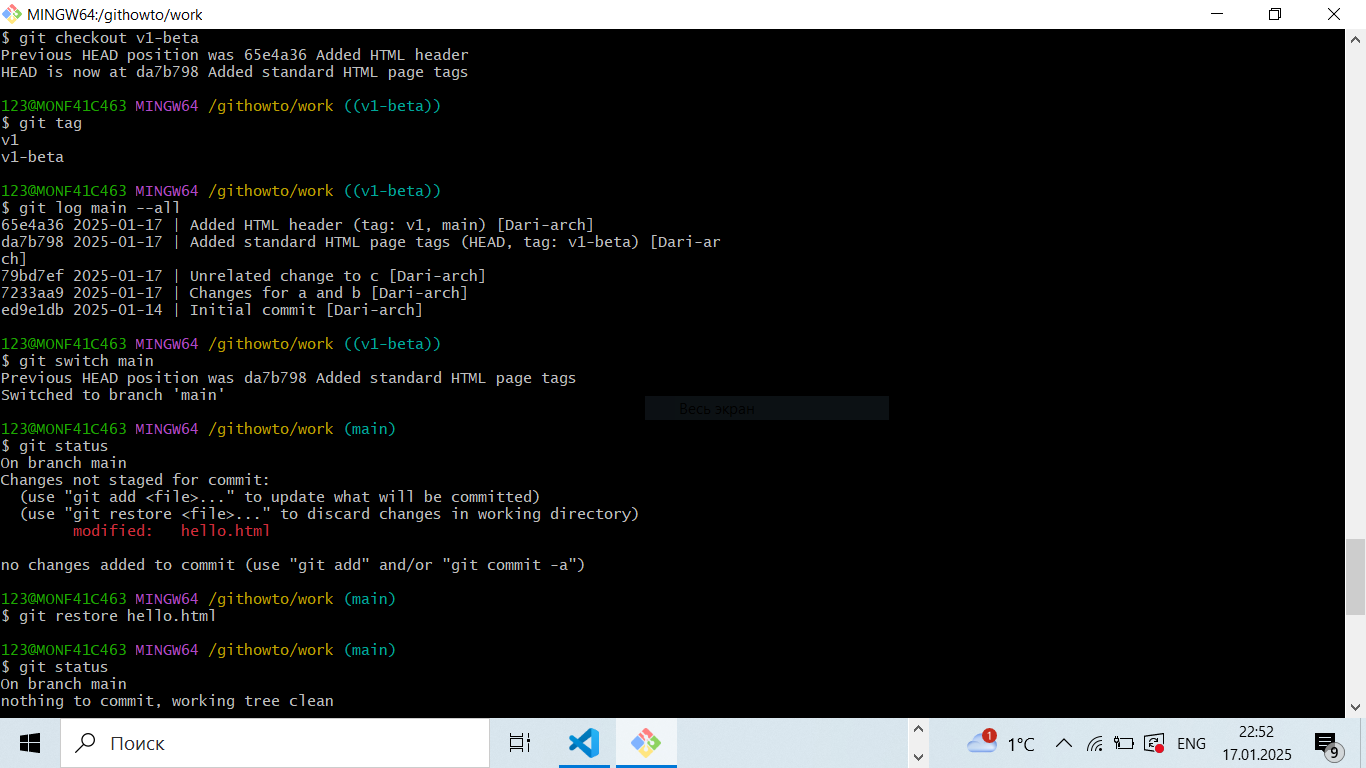 MINGW64:/githowto/work
$ git checkout v1-beta
Previous HEAD position was 65e4a36 Added HTML header
HEAD is now at da7b798 Added standard HTML page tags
123@MONF41C463 MINGW64 /githowto/work ((v1-beta))
$ git tag
v1
v1-beta
123@MONF41C463 MINGW64 /githowto/work ((v1-beta))
$ git log main --all
65e4a36 2025-01-17 | Added HTML header (tag: v1, main) [Dari-arch]
da7b798 2025-01-17 | Added standard HTML page tags (HEAD, tag: v1-beta) [Dari-ar
ch]
79bd7ef 2025-01-17 | Unrelated change to c [Dari-arch]
7233aa9 2025-01-17 | Changes for a and b [Dari-arch]
ed9e1db 2025-01-14 | Initial commit [Dari-arch]
123@MONF41C463 MINGW64 /githowto/work ((v1-beta))
$ git switch main
Previous HEAD position was da7b798 Added standard HTML page tags
Switched to branch 'main'
Весь экран
123@MONF41C463 MINGW64 /githowto/work (main)
$ git status
On branch main
Changes not staged for commit:
  (use "git add <file>..." to update what will be committed)
  (use "git restore <file>..." to discard changes in working directory)
        modified:   hello.html
no changes added to commit (use "git add" and/or "git commit -a")
123@MONF41C463 MINGW64 /githowto/work (main)
$ git restore hello.html
123@MONF41C463 MINGW64 /githowto/work (main)
$ git status
On branch main
nothing to commit, working tree clean
Поиск
1
1°C
ENG
22:52
17.01.2025
9